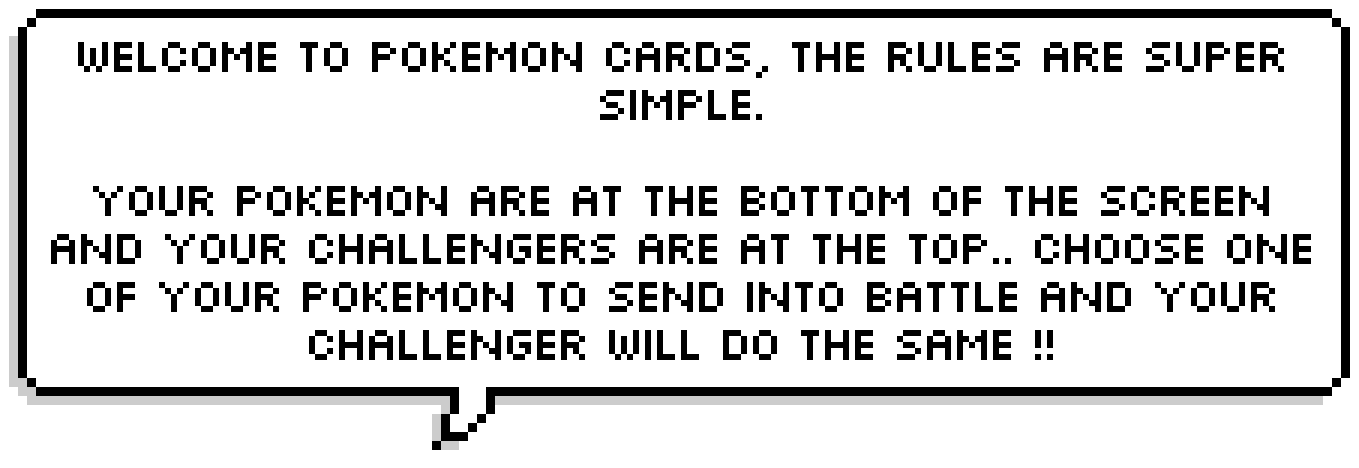 WELCOME TO POKEMON CARDS, THE RULES ARE SUPER
SIMPLE.
YOUR POKEMON ARE AT THE BOTTOM OF THE SCREEN
AND YOUR CHALLENGERS ARE AT THE TOP.. CHOOSE ONE
OF YOUR POKEMON TO SEND INTO BATTLE AND YOUR
CHALLENGER WILL DO THE SAME !!